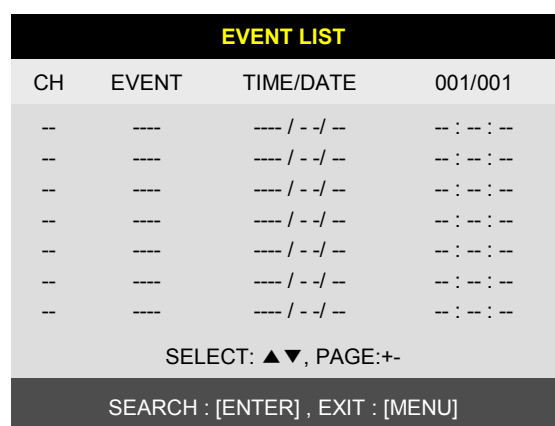 EVENT LIST
CH EVENT TIME/DATE 001/001
-- ---- ---- / - -/ -- -- : -- : --
-- ---- ---- / - -/ -- -- : -- : --
-- ---- ---- / - -/ -- -- : -- : --
-- ---- ---- / - -/ -- -- : -- : --
-- ---- ---- / - -/ -- -- : -- : --
-- ---- ---- / - -/ -- -- : -- : --
-- ---- ---- / - -/ -- -- : -- : --
SELECT: ▲▼, PAGE:+-
SEARCH : [ENTER] , EXIT : [MENU]